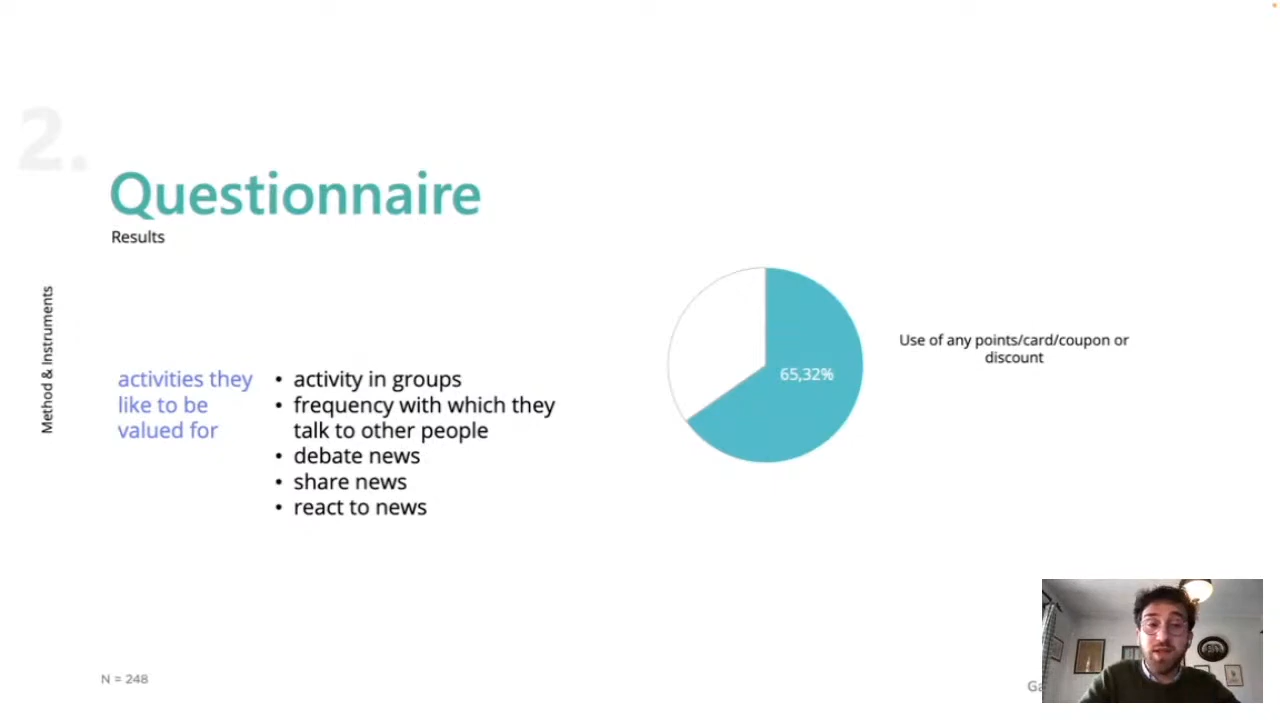 2.
Questionnaire
Results
Method & Instruments
activities they
like to be
valued for
• activity in groups
• frequency with which they
talk to other people
• debate news
• share news
• react to news
65,32%
Use of any points/card/coupon or
discount
N = 248